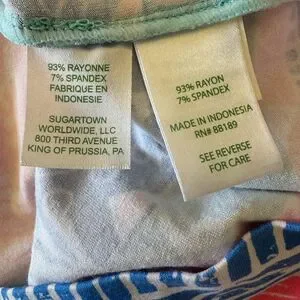 93% RAYONNE
7% SPANDEX
FABRIQUE EN
INDONESIE
SUGARTOWN
WORLDWIDE, LLC
800 THIRD AVENUE
KING OF PRUSSIA, PA
93% RAYON
7% SPANDEX
MADE IN INDONESIA
RN# 88189
SEE REVERSE
FOR CARE